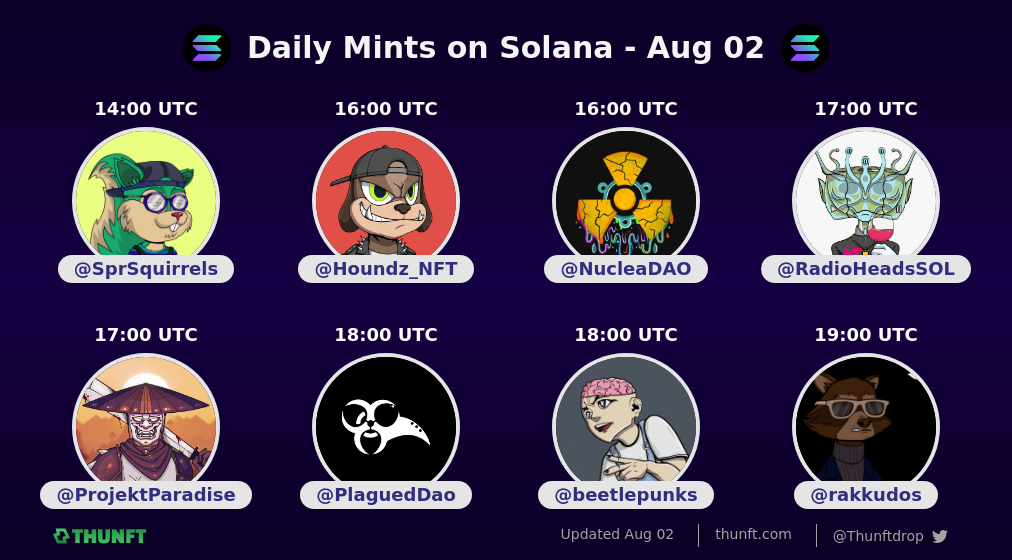 Daily Mints on Solana - Aug 02
14:00 UTC
16:00 UTC
16:00 UTC
17:00 UTC
@SprSquirrels
@Houndz_NFT
@NucleaDAO
@RadioHeadsSOL
17:00 UTC
18:00 UTC
18:00 UTC
19:00 UTC
@ProjektParadise
@PlaguedDao
@beetlepunks
@rakkudos
THUNFT
Updated Aug 02
thunft.com
@Thunftdrop